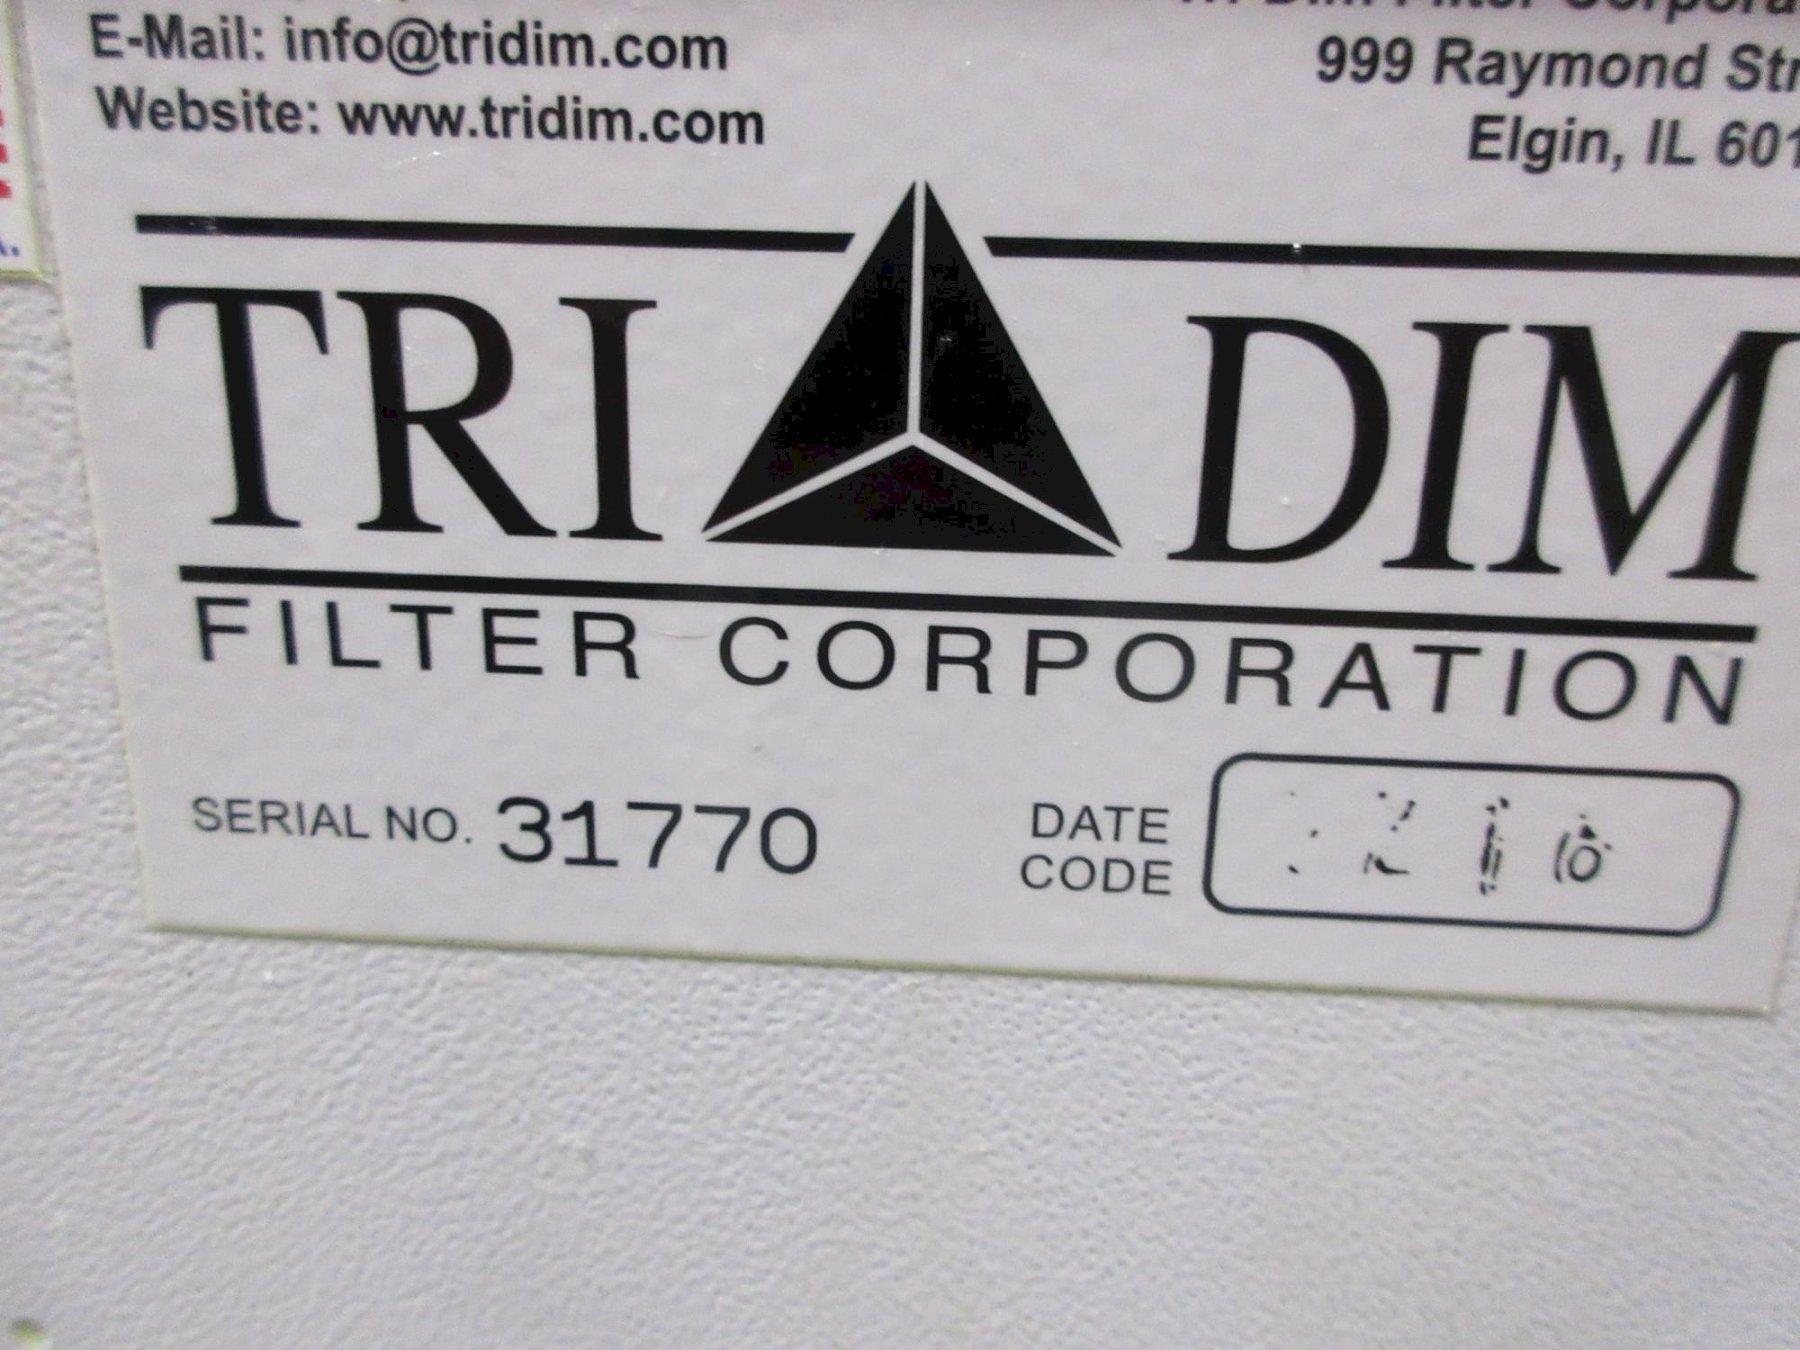 E-Mail: info@tridim.com
Website: www.tridim.com
999 Raymond
Elgin, IL
TRI DIM
FILTER CORPORATION
SERIAL NO. 31770
DATE CODE